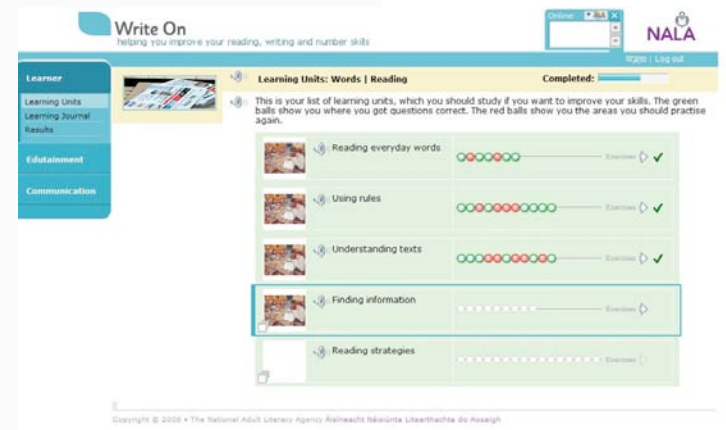 Write On
helping you improve your reading, writing and number skills
Online
NALA
Log out
Learner
Learning Units
Learning Journal
Results
Edutainment
Communication
Learning Units: Words | Reading
Completed:
This is your list of learning units, which you should study if you want to improve your skills. The green
balls show you where you got questions correct. The red balls show you the areas you should practise
again.
Reading everyday words
Exercises
Using rules
Exercises
Understanding texts
Exercises
Finding information
Exercises
Reading strategies
Exercises
Copyright © 2008 • The National Adult Literacy Agency Áisíneacht Náisiúnta Litearthachta do Aosaigh